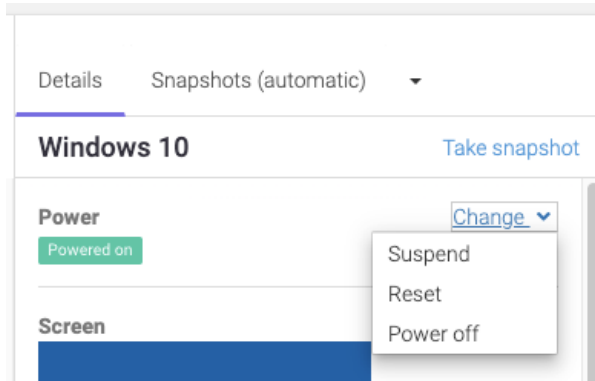 Details Snapshots (automatic)
Windows 10 Take snapshot
Power Change
Powered on
Suspend
Reset
Screen
Power off